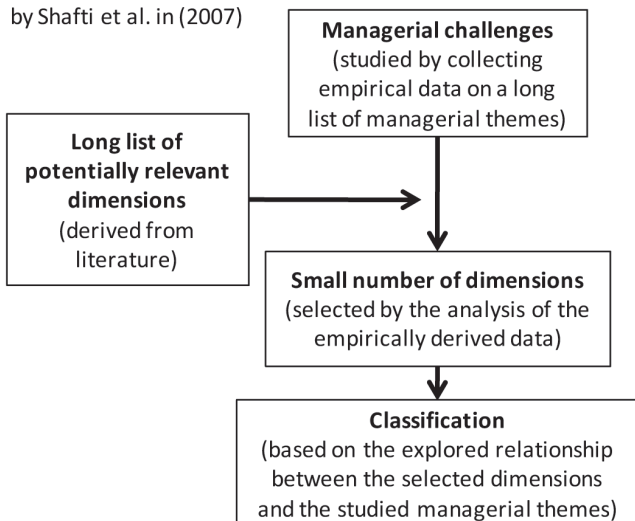 by Shafti et al. in (2007)
Managerial challenges
(studied by collecting
empirical data on a long
list of managerial themes)
Long list of
potentially relevant
dimensions
(derived from
literature)
Small number of dimensions
(selected by the analysis of the
empirically derived data)
Classification
(based on the explored relationship
between the selected dimensions
and the studied managerial themes)